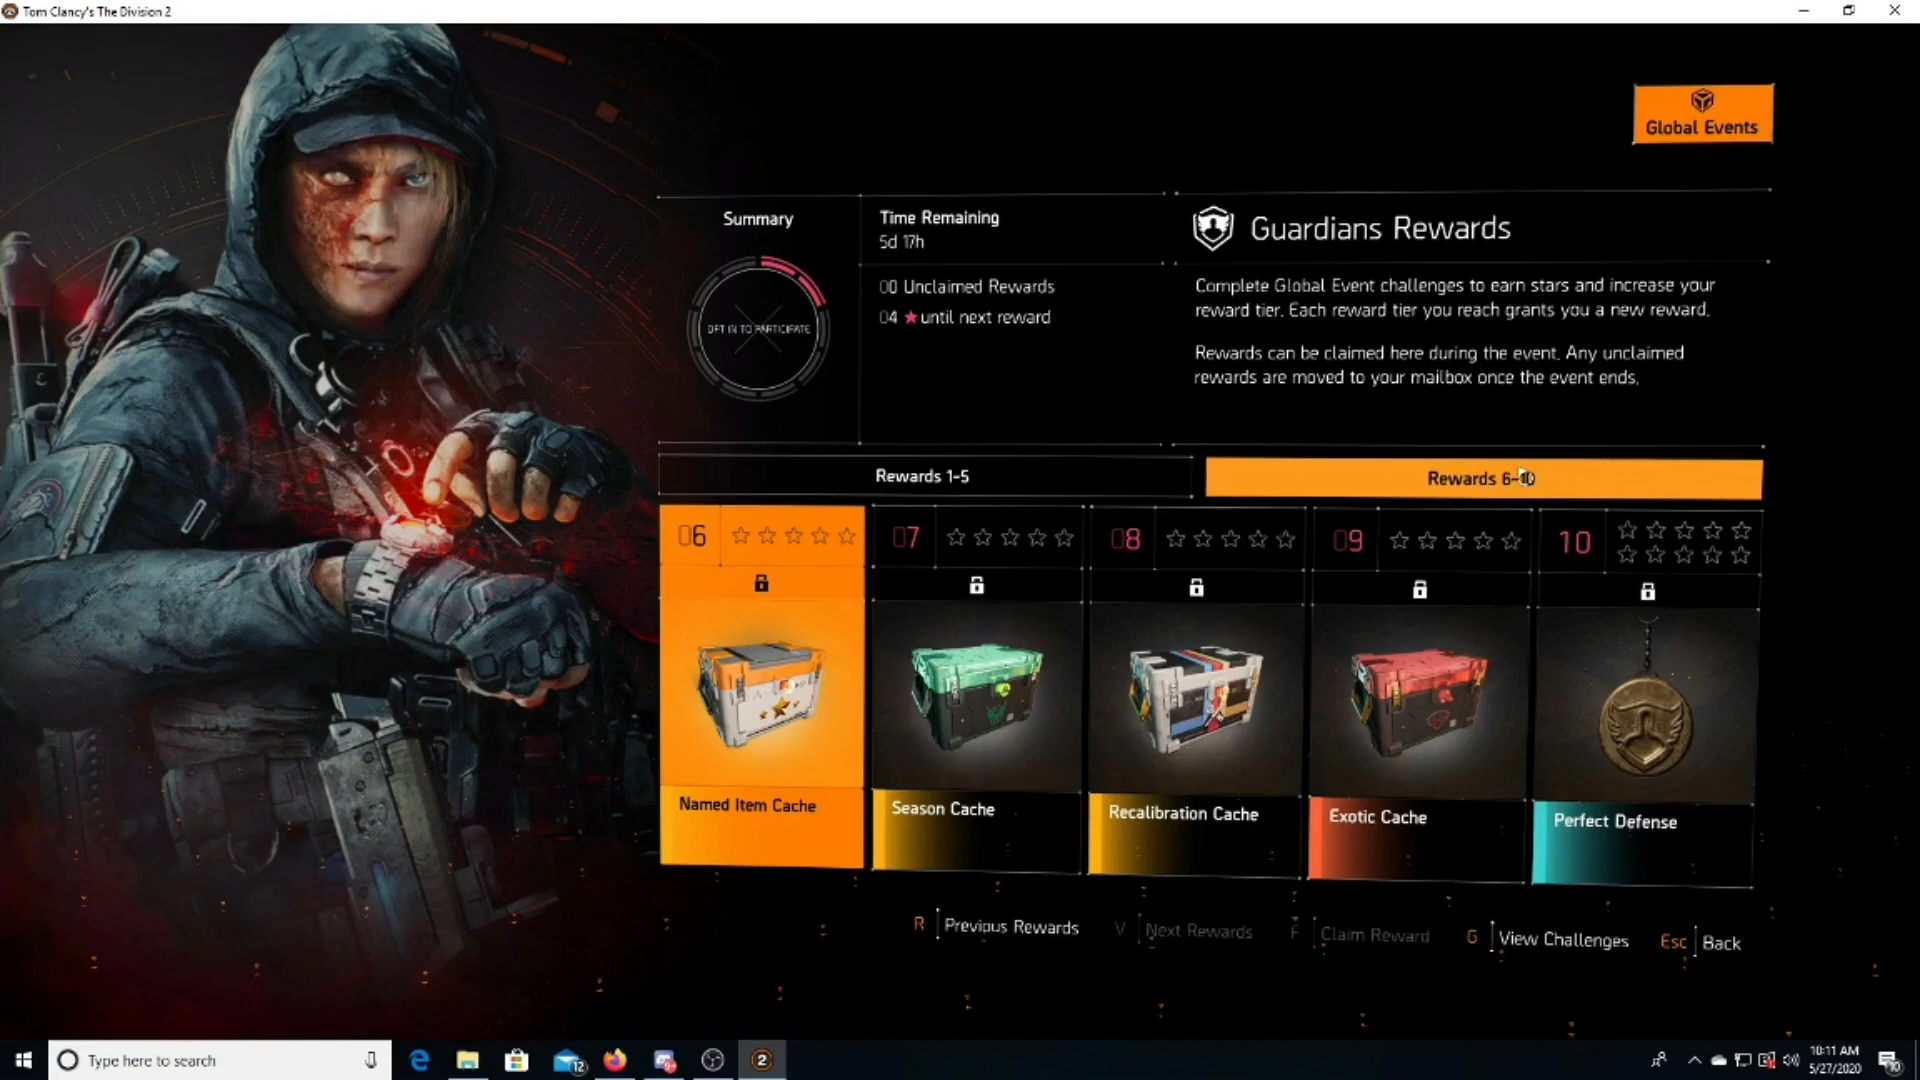 Tom Clancy's The Division 2
Global Events
Summary
OPT IN TO PARTICIPATE
Time Remaining
5d 17h
00 Unclaimed Rewards
04 ★ until next reward
Guardians Rewards
Complete Global Event challenges to earn stars and increase your
reward tier. Each reward tier you reach grants you a new reward.
Rewards can be claimed here during the event. Any unclaimed
rewards are moved to your mailbox once the event ends.
Rewards 1-5
Rewards 6-10
06
07
08
09
10
Named Item Cache
Season Cache
Recalibration Cache
Exotic Cache
Perfect Defense
R Previous Rewards
V Next Rewards
F Claim Reward
G View Challenges
Esc Back
Type here to search
12
9+
2
10:11 AM
5/27/2020
10